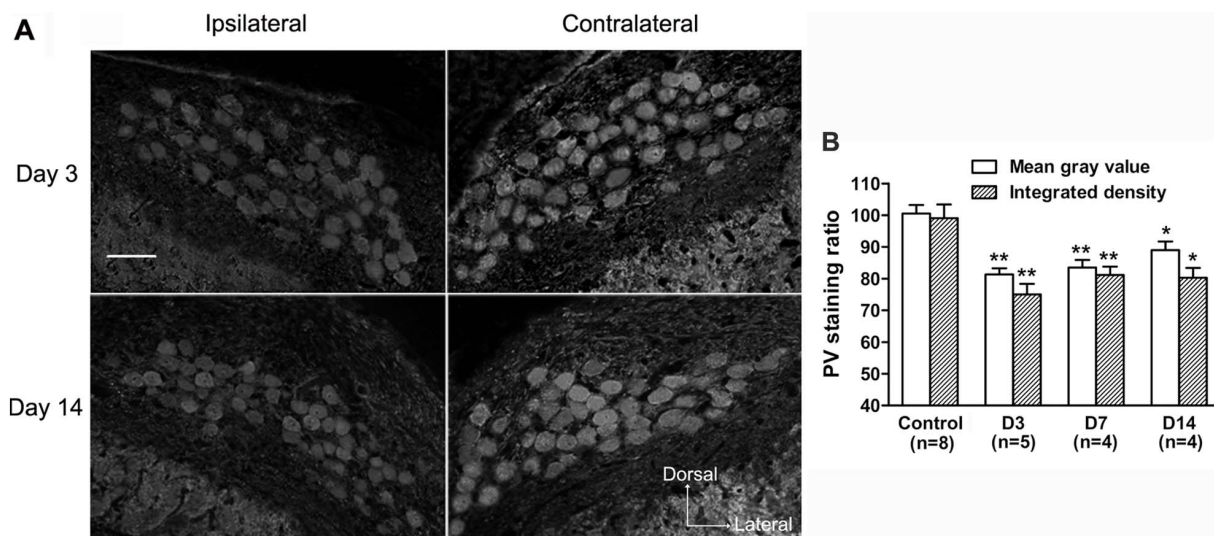 A
Ipsilateral
Contralateral
Day 3
Day 14
Dorsal
Lateral
B
Mean gray value
Integrated density
PV staining ratio
110
100
90
80
70
60
50
40
** ** ** ** * *
Control D3 D7 D14
(n=8) (n=5) (n=4) (n=4)